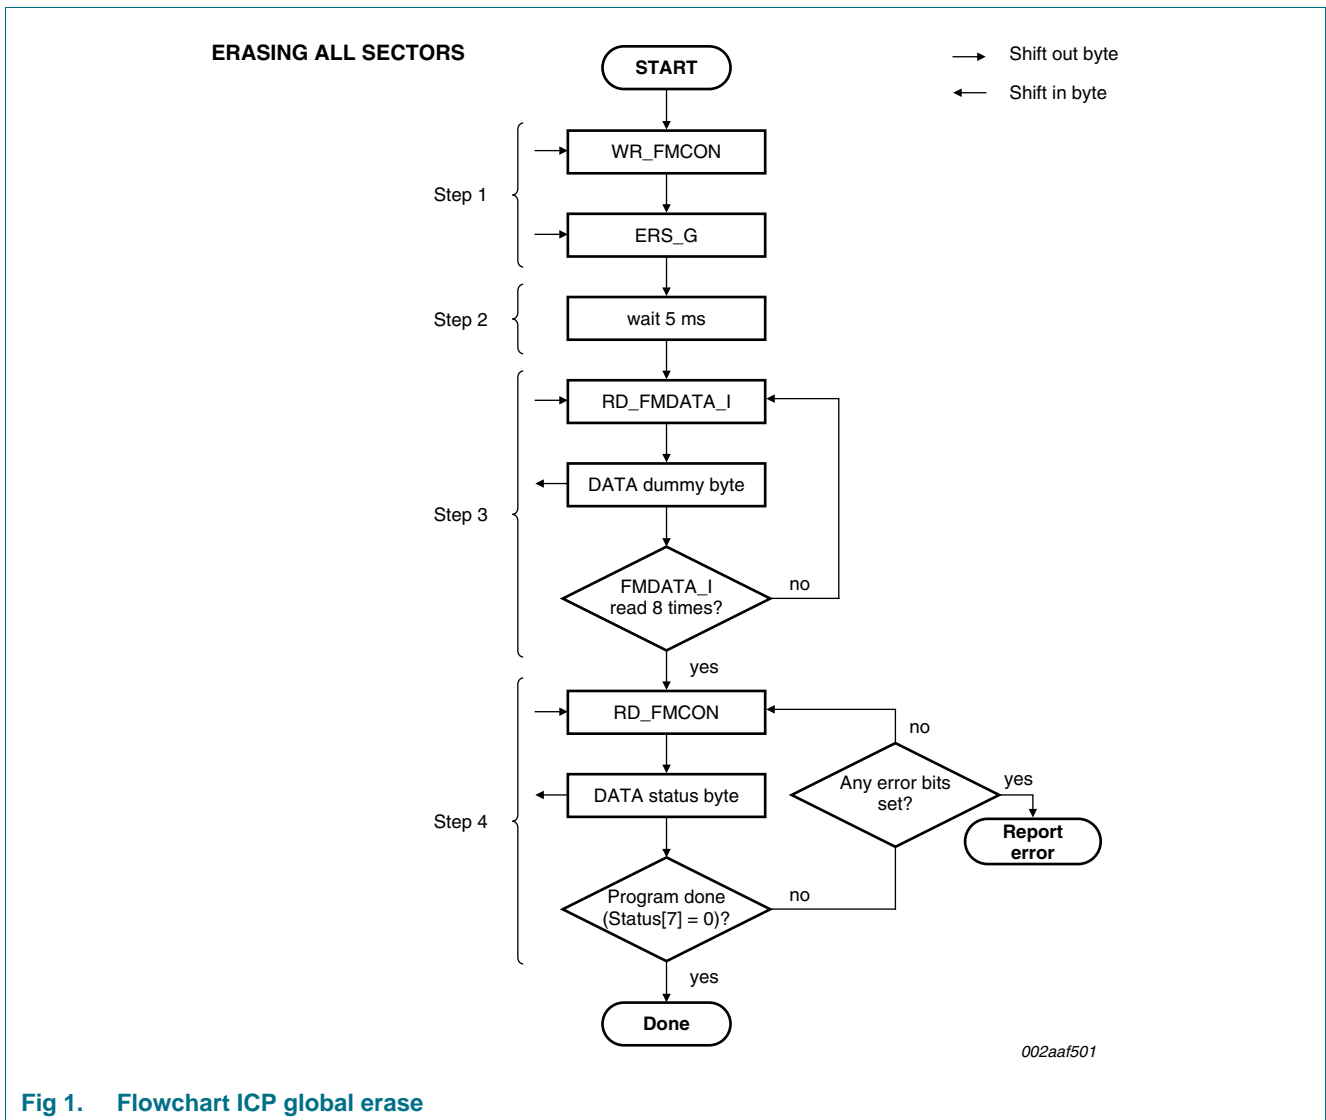 ERASING ALL SECTORS
START
Shift out byte
Shift in byte
WR_FMCON
Step 1
ERS_G
Step 2
wait 5 ms
RD_FMDATA_I
DATA dummy byte
Step 3
FMDATA_I
read 8 times?
no
yes
RD_FMCON
no
Any error bits
set?
yes
DATA status byte
Step 4
Report
error
Program done
(Status[7] = 0)?
no
yes
Done
002aaf501
Fig 1. Flowchart ICP global erase